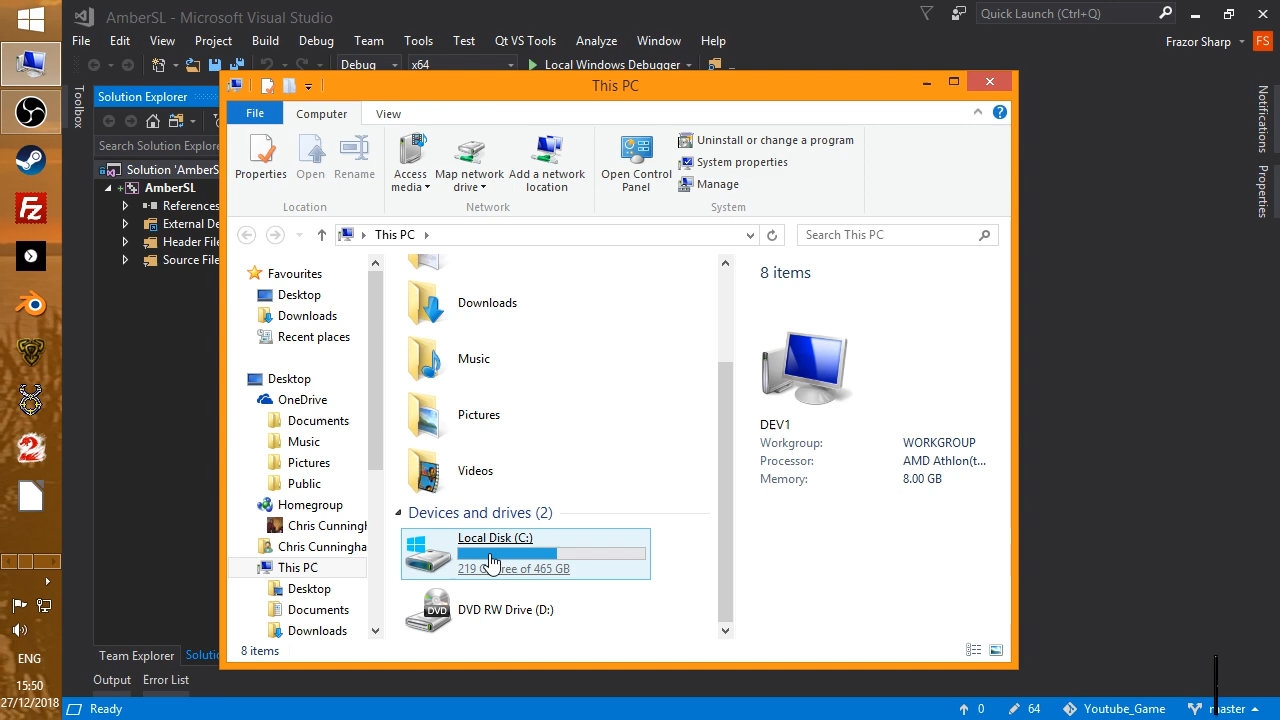 AmberSL - Microsoft Visual Studio
Quick Launch (Ctrl+Q)
File Edit View Project Build Debug Team Tools Test Qt VS Tools Analyze Window Help
Frazor Sharp FS
Debug x64 Local Windows Debugger
Toolbox
Solution Explorer
Search Solution Explore
Solution 'AmberS
AmberSL
References
External De
Header File
Source File
Team Explorer Solutio
Output Error List
Notifications
Properties
This PC
File Computer View
Properties Open Rename
Location
Access media
Map network drive
Add a network location
Network
Open Control Panel
Uninstall or change a program
System properties
Manage
System
This PC
Search This PC
Favourites
Desktop
Downloads
Recent places
Desktop
OneDrive
Documents
Music
Pictures
Public
Homegroup
Chris Cunningh
Chris Cunningha
This PC
Desktop
Documents
Downloads
Downloads
Music
Pictures
Videos
Devices and drives (2)
Local Disk (C:)
219 free of 465 GB
DVD
DVD RW Drive (D:)
8 items
DEV1
Workgroup: WORKGROUP
Processor: AMD Athlon(t...
Memory: 8.00 GB
8 items
Fz
2
ENG
15:50
27/12/2018
Ready
0 64 Youtube_Game master